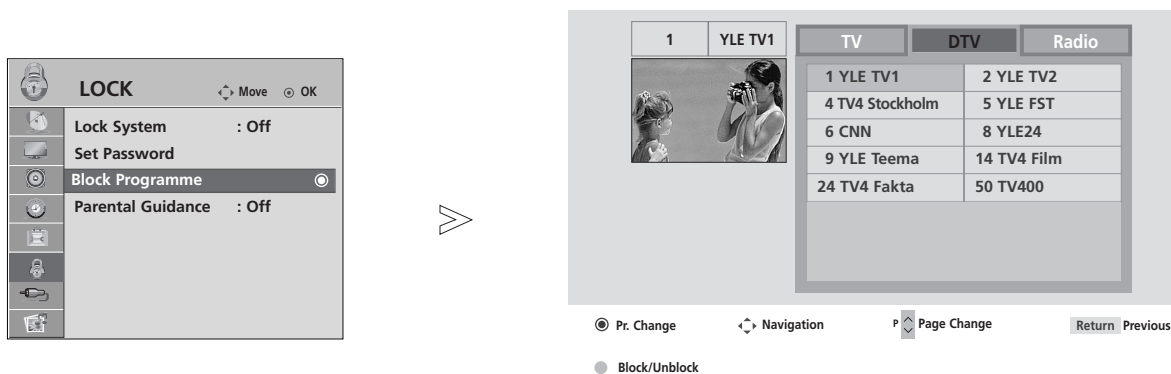 LOCK
Move OK
Lock System : Off
Set Password
Block Programme
Parental Guidance : Off
1 YLE TV1
TV DTV Radio
1 YLE TV1 2 YLE TV2
4 TV4 Stockholm 5 YLE FST
6 CNN 8 YLE24
9 YLE Teema 14 TV4 Film
24 TV4 Fakta 50 TV400
Pr. Change Navigation P Page Change Return Previous
Block/Unblock